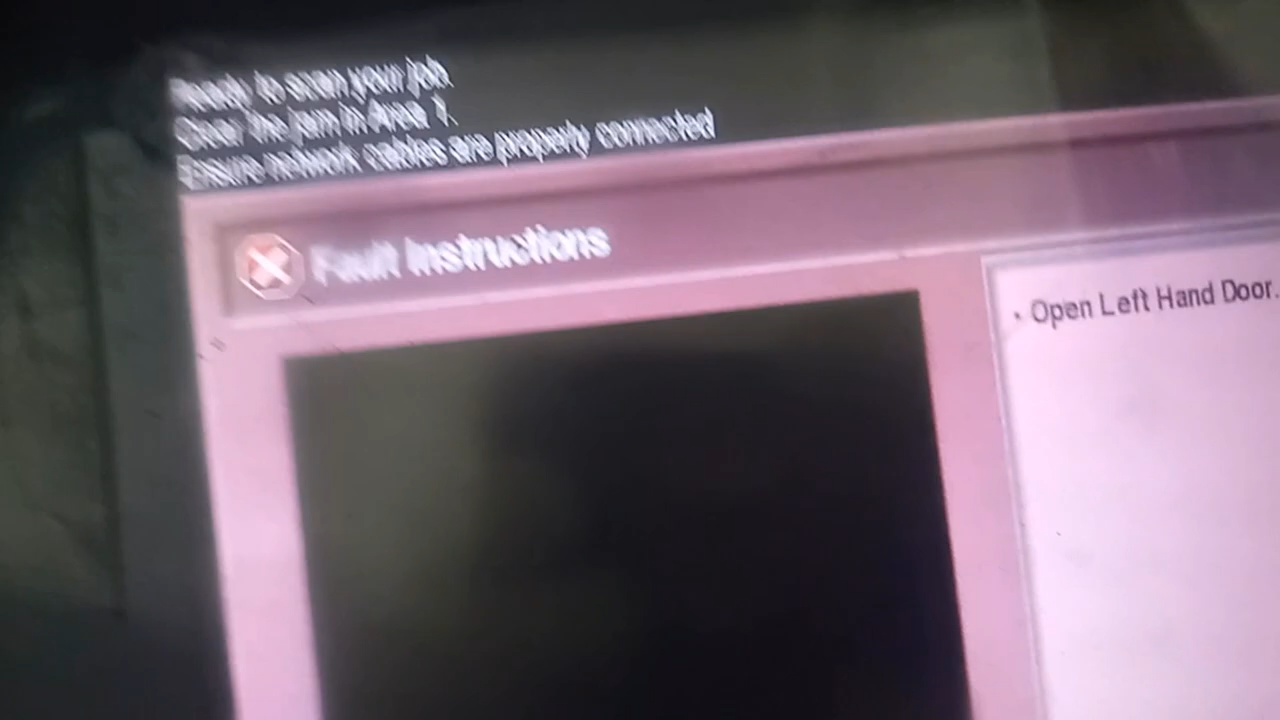 Ready to scan your job.
Clear the jam in Area 1.
Ensure network cables are properly connected
Fault Instructions
· Open Left Hand Door.